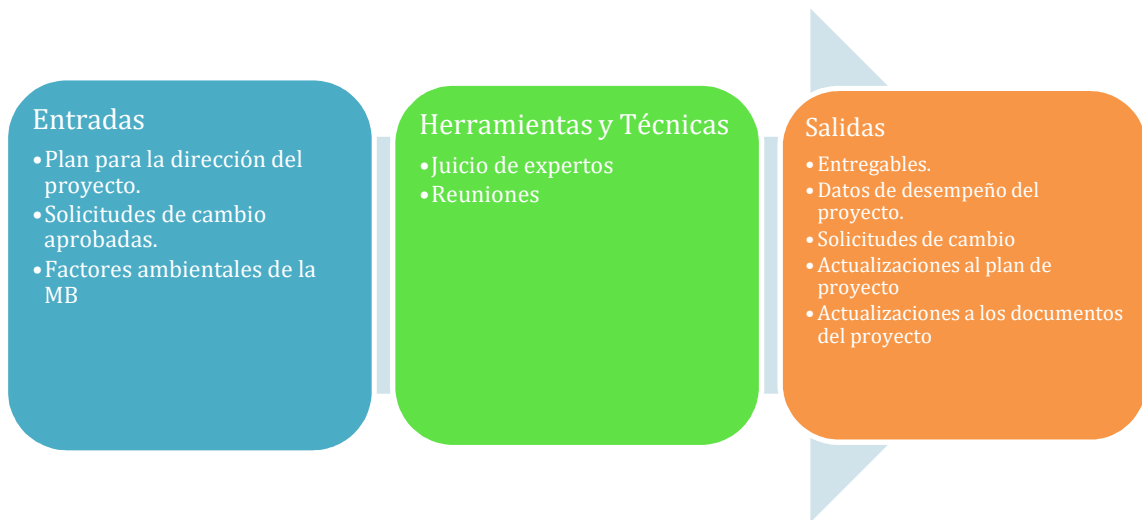 Entradas
•Plan para la dirección del
proyecto.
•Solicitudes de cambio
aprobadas.
•Factores ambientales de la
MB
Herramientas y Técnicas
•Juicio de expertos
•Reuniones
Salidas
•Entregables.
•Datos de desempeño del
proyecto.
•Solicitudes de cambio
•Actualizaciones al plan de
proyecto
•Actualizaciones a los documentos
del proyecto